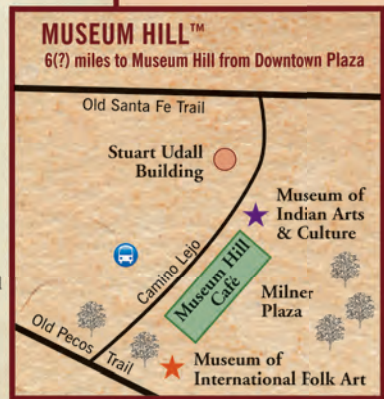 MUSEUM HILL™
6(?) miles to Museum Hill from Downtown Plaza
Old Santa Fe Trail
Stuart Udall
Building
Museum of
Indian Arts
& Culture
Camino Lejo
Museum Hill
Café
Milner
Plaza
Old Pecos
Trail
Museum of
International Folk Art